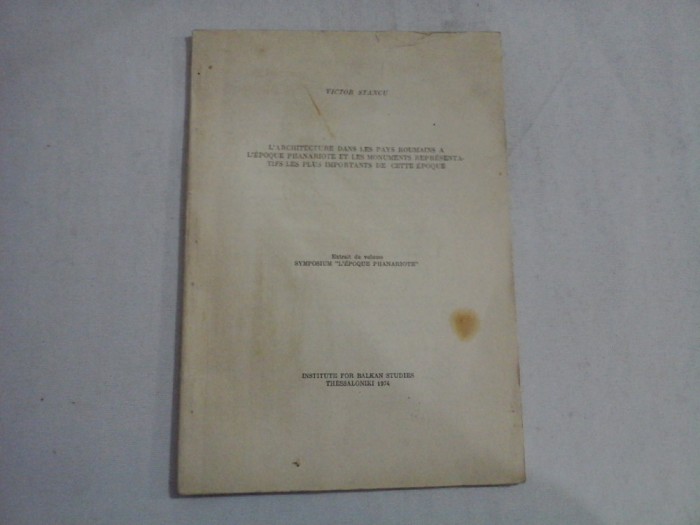 VICTOR STANCU
L'ARCHITECTURE DANS LES PAYS ROUMAINS A
L'ÉPOQUE PHANARIOTE ET LES MONUMENTS REPRÉSENTA-
TIFS LES PLUS IMPORTANTS DE CETTE ÉPOQUE
Extrait du volume
SYMPOSIUM "L'ÉPOQUE PHANARIOTE"
INSTITUTE FOR BALKAN STUDIES
THESSALONIKI 1974